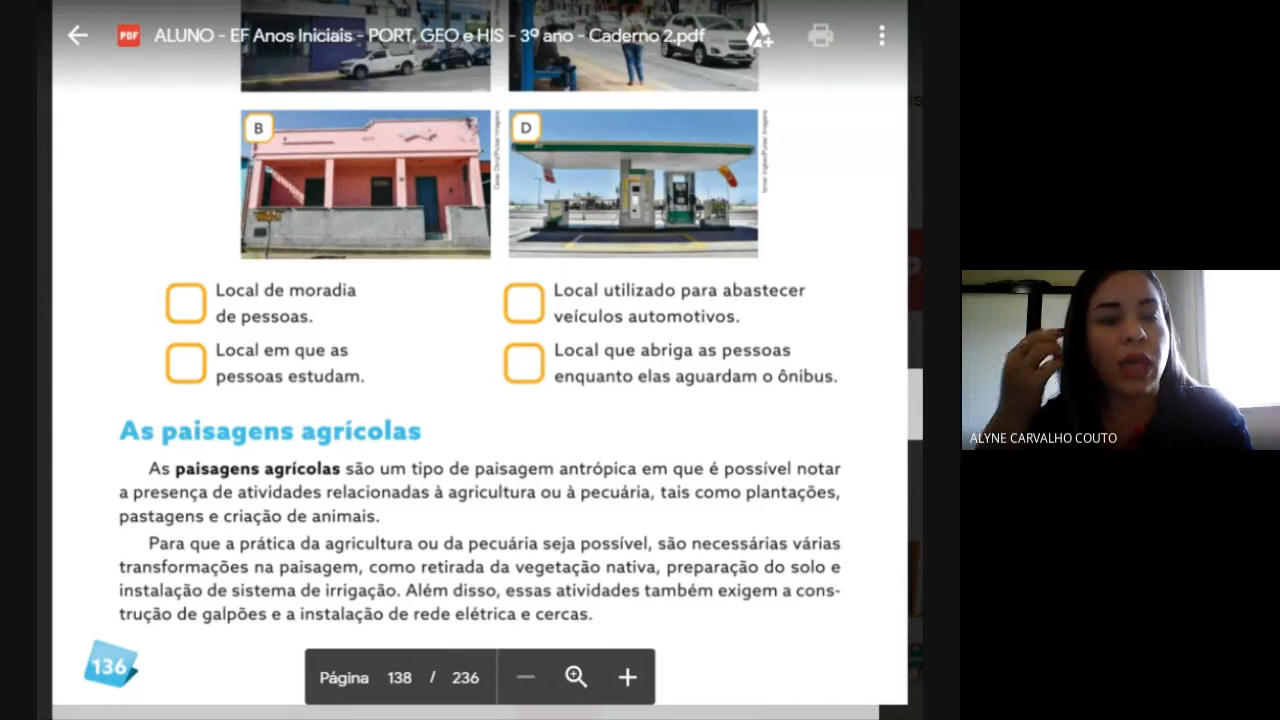 PDF ALUNO - EF Anos Iniciais - PORT, GEO e HIS - 3º ano - Caderno 2.pdf
B
D
Local de moradia
de pessoas.
Local utilizado para abastecer
veículos automotivos.
Local em que as
pessoas estudam.
Local que abriga as pessoas
enquanto elas aguardam o ônibus.
As paisagens agrícolas
As paisagens agrícolas são um tipo de paisagem antrópica em que é possível notar
a presença de atividades relacionadas à agricultura ou à pecuária, tais como plantações,
pastagens e criação de animais.
Para que a prática da agricultura ou da pecuária seja possível, são necessárias várias
transformações na paisagem, como retirada da vegetação nativa, preparação do solo e
instalação de sistema de irrigação. Além disso, essas atividades também exigem a cons-
trução de galpões e a instalação de rede elétrica e cercas.
136
Página 138 / 236
ALYNE CARVALHO COUTO